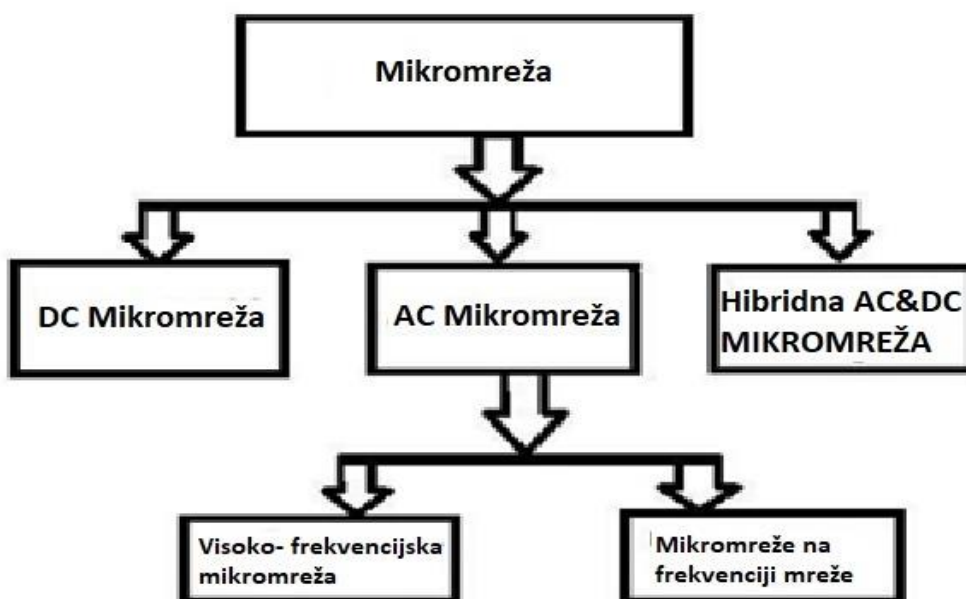 Mikromreža
DC Mikromreža
AC Mikromreža
Hibridna AC&DC
MIKROMREŽA
Visoko- frekvencijska
mikromreža
Mikromreže na
frekvenciji mreže